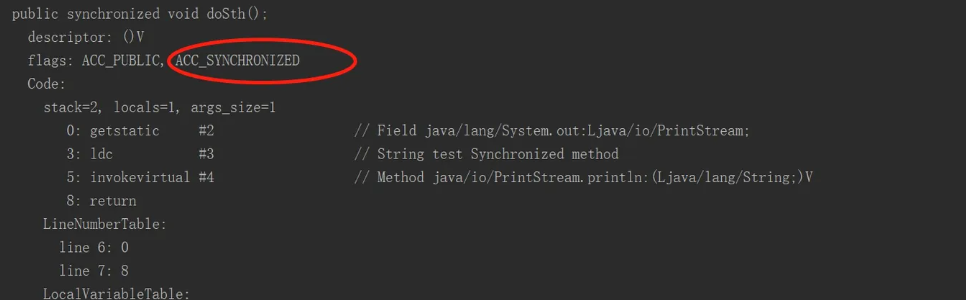 public synchronized void doSth();
descriptor: ()V
flags: ACC_PUBLIC, ACC_SYNCHRONIZED
Code:
stack=2, locals=1, args_size=1
0: getstatic #2 // Field java/lang/System.out:Ljava/io/PrintStream;
3: ldc #3 // String test Synchronized method
5: invokevirtual #4 // Method java/io/PrintStream.println:(Ljava/lang/String;)V
8: return
LineNumberTable:
line 6: 0
line 7: 8
LocalVariableTable: